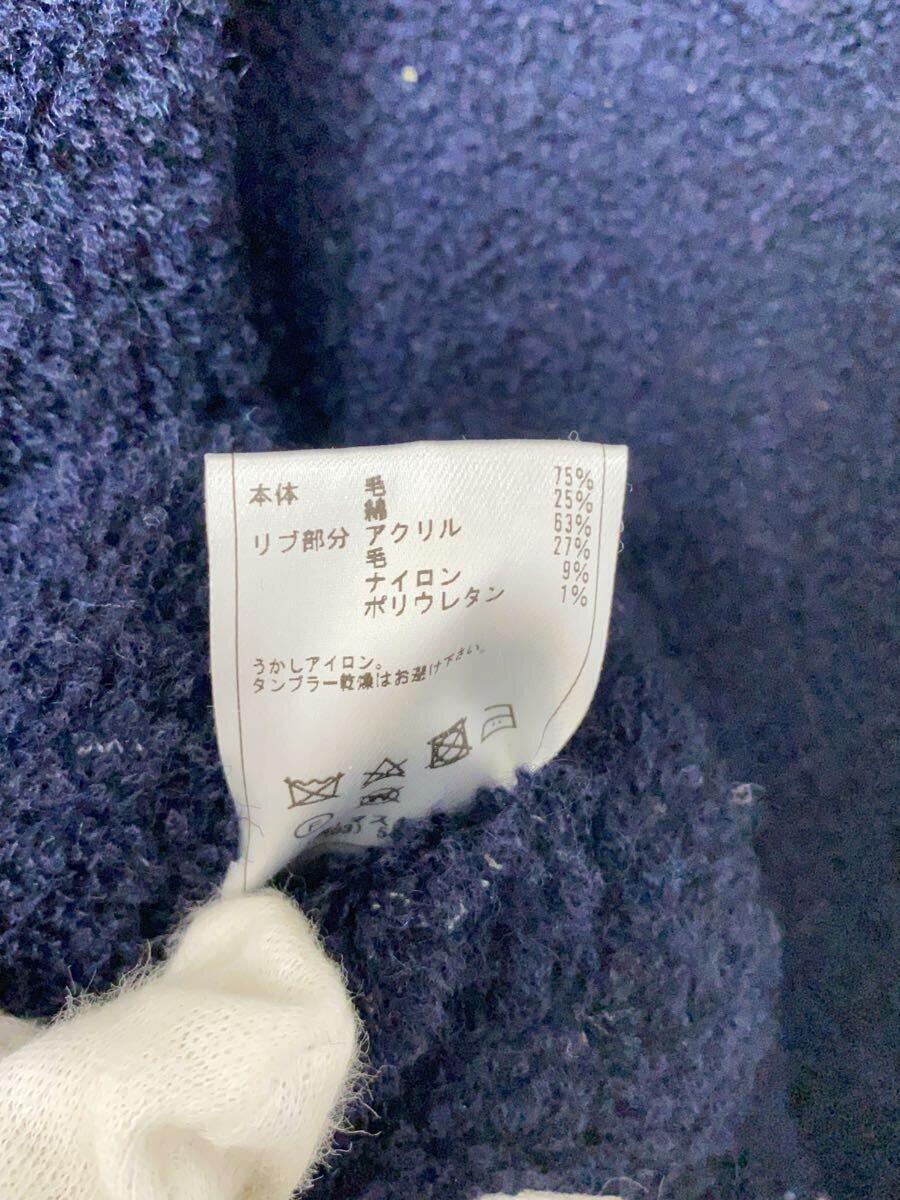 本体 毛 75%
綿 25%
リブ部分 アクリル 63%
毛 27%
ナイロン 9%
ポリウレタン 1%
うかしアイロン。
タンブラー乾燥はお避け下さい。
P